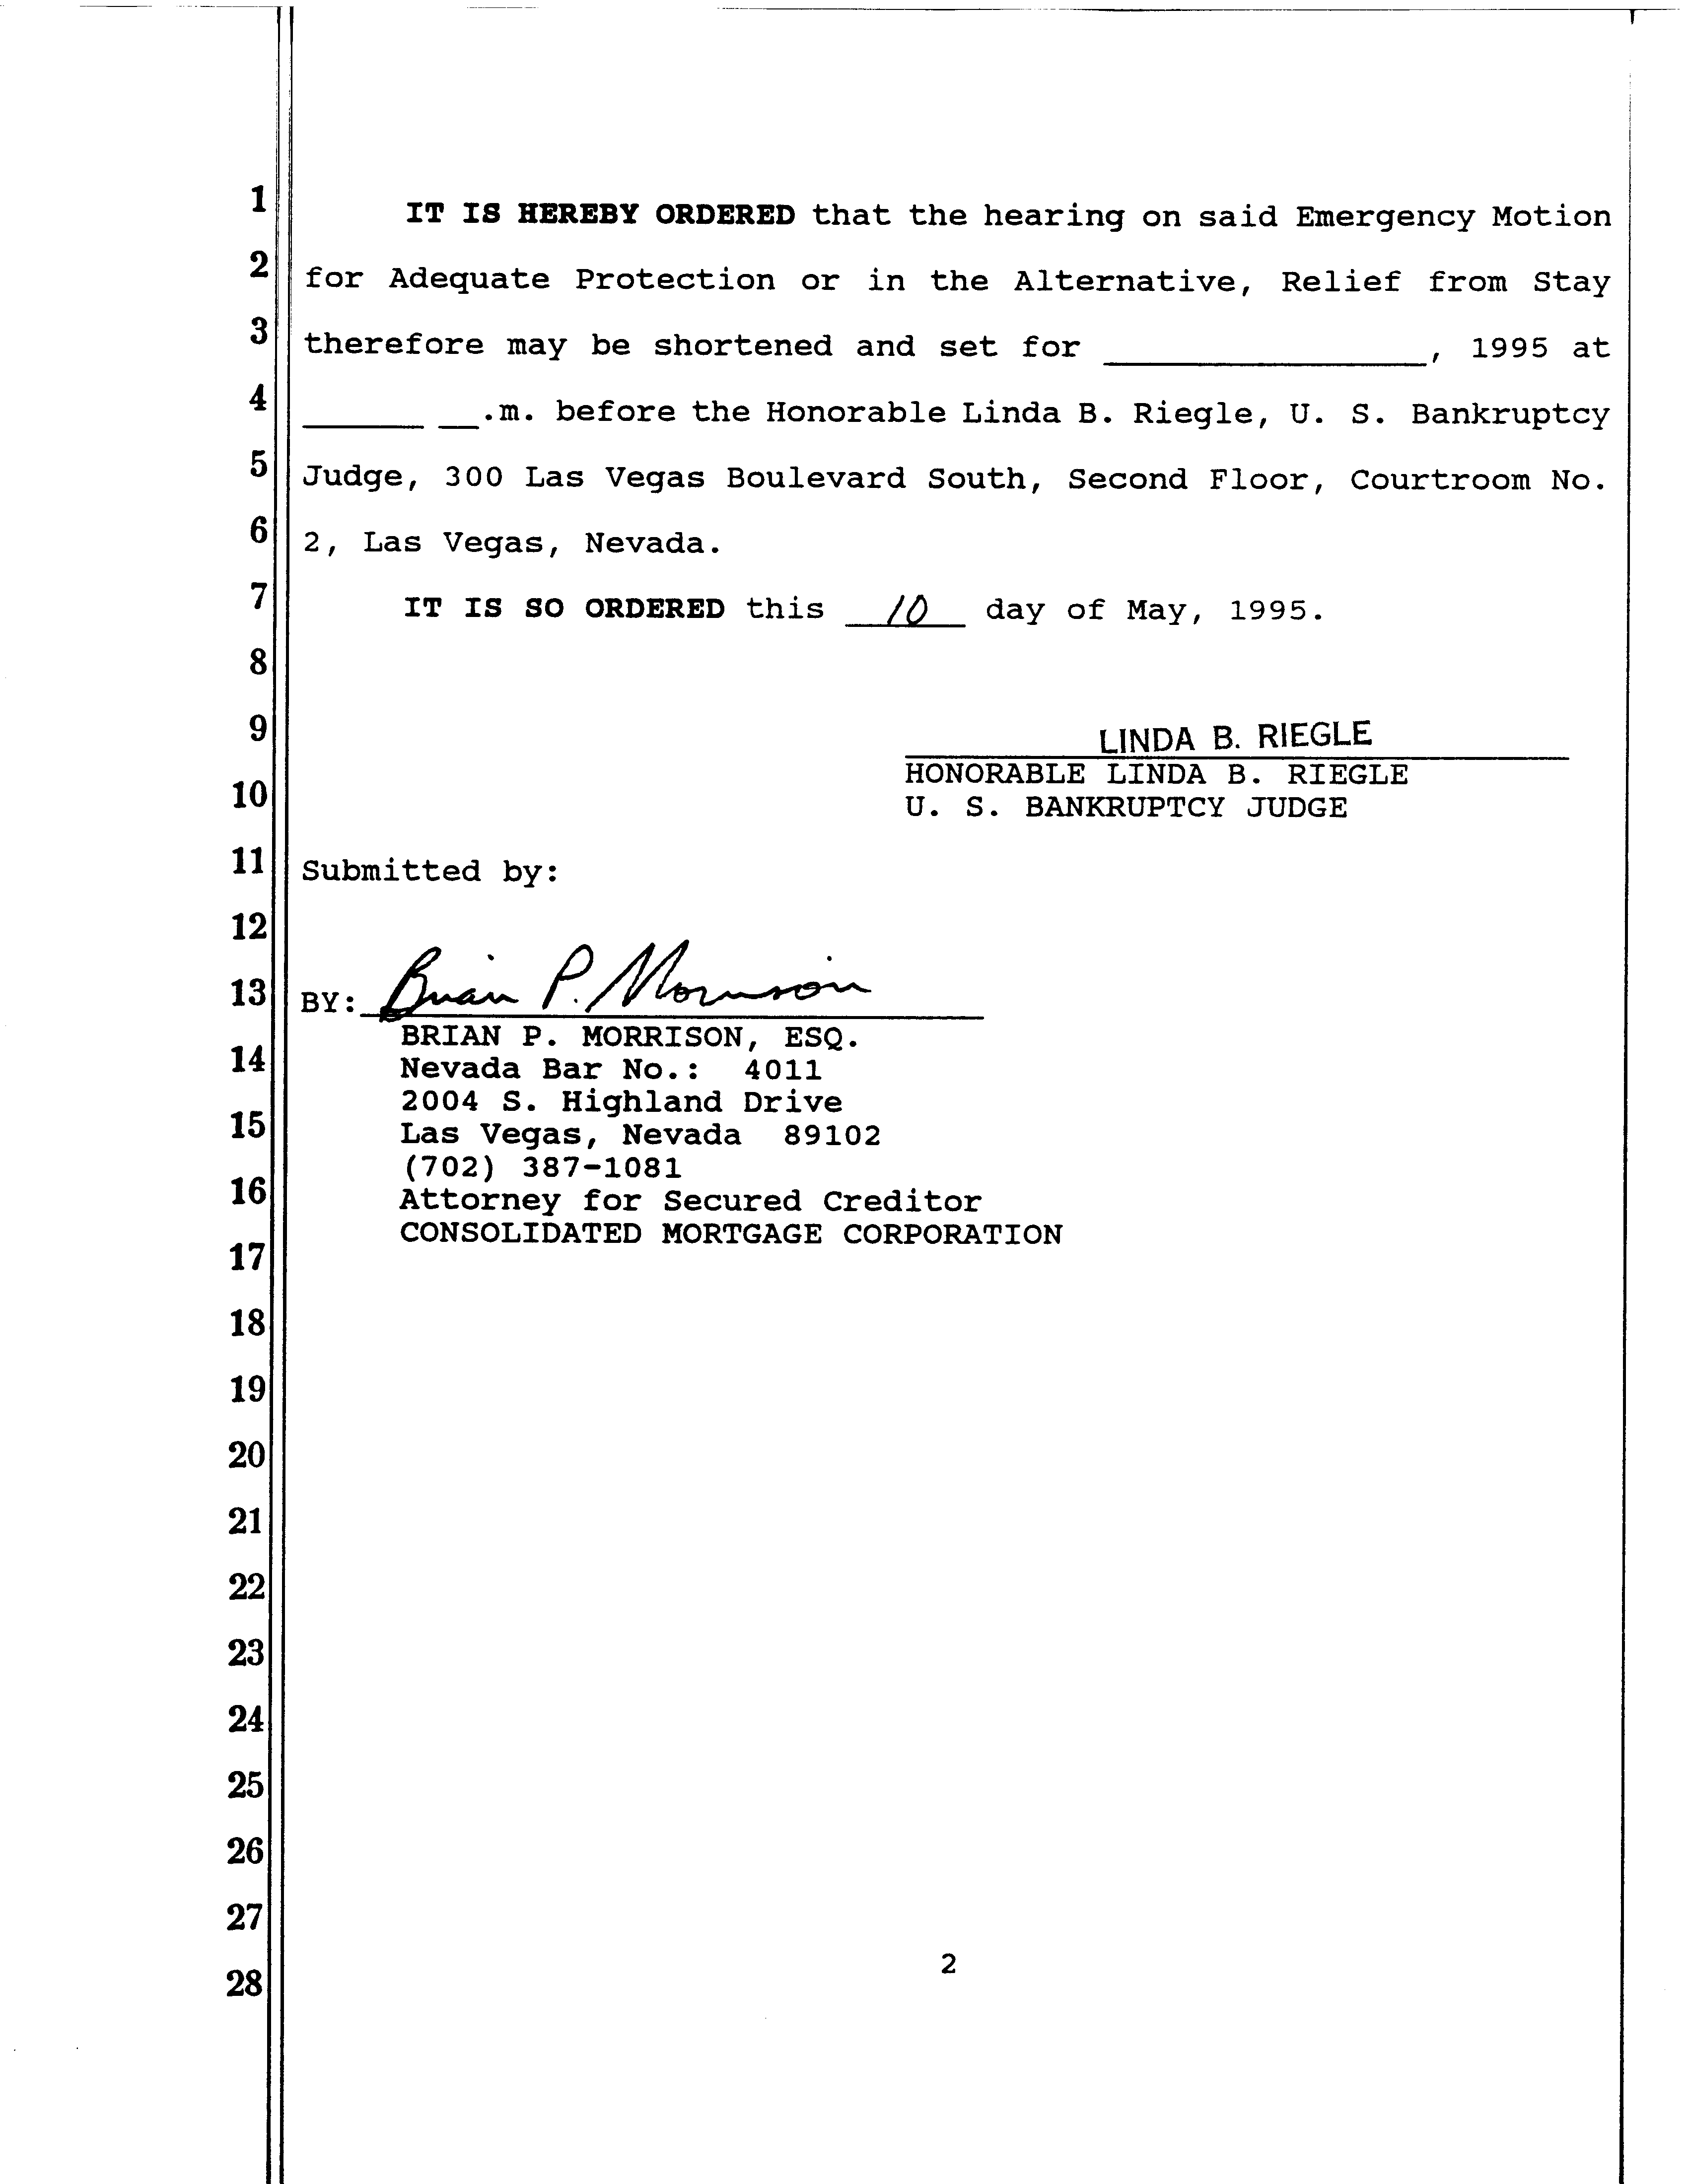 1 IT IS HEREBY ORDERED that the hearing on said Emergency Motion
2 for Adequate Protection or in the Alternative, Relief from Stay
3 therefore may be shortened and set for ________________, 1995 at
4 ______ __.m. before the Honorable Linda B. Riegle, U. S. Bankruptcy
5 Judge, 300 Las Vegas Boulevard South, Second Floor, Courtroom No.
6 2, Las Vegas, Nevada.
7 IT IS SO ORDERED this 10 day of May, 1995.
8
9 LINDA B. RIEGLE
HONORABLE LINDA B. RIEGLE
10 U. S. BANKRUPTCY JUDGE
11 Submitted by:
12
13 BY: Brian P. Morrison
BRIAN P. MORRISON, ESQ.
14 Nevada Bar No.: 4011
2004 S. Highland Drive
15 Las Vegas, Nevada 89102
(702) 387-1081
16 Attorney for Secured Creditor
CONSOLIDATED MORTGAGE CORPORATION
17
18
19
20
21
22
23
24
25
26
27
2
28